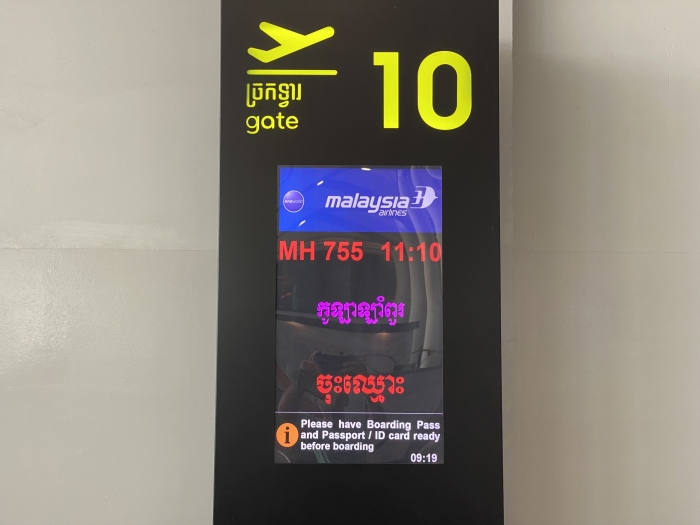 ច្រកទ្វារ
gate
10
oneworld
malaysia
airlines
MH 755 11:10
កូឡាឡាំពួរ
ចុះឈ្មោះ
Please have Boarding Pass
and Passport / ID card ready
before boarding
09:19